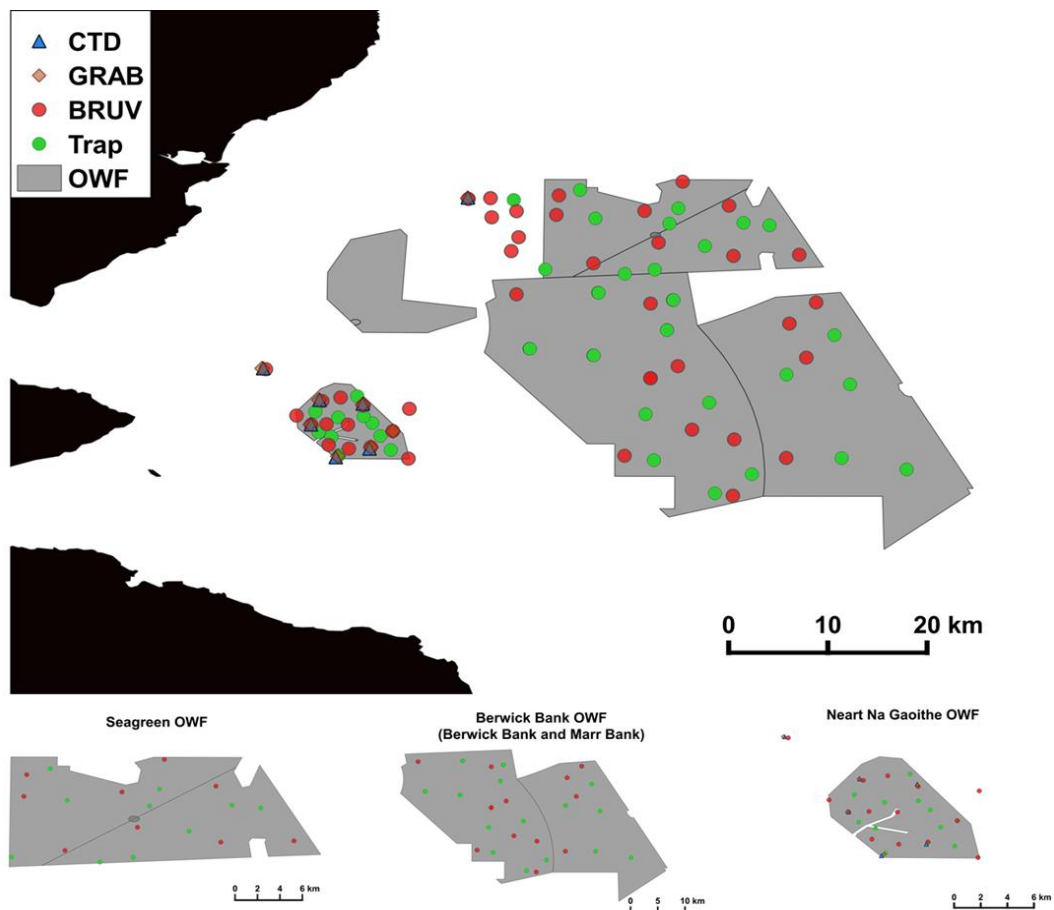 CTD
GRAB
BRUV
Trap
OWF
0 10 20 km
Seagreen OWF
Berwick Bank OWF
(Berwick Bank and Marr Bank)
Neart Na Gaoithe OWF
0 2 4 6 km
0 5 10 km
0 2 4 6 km